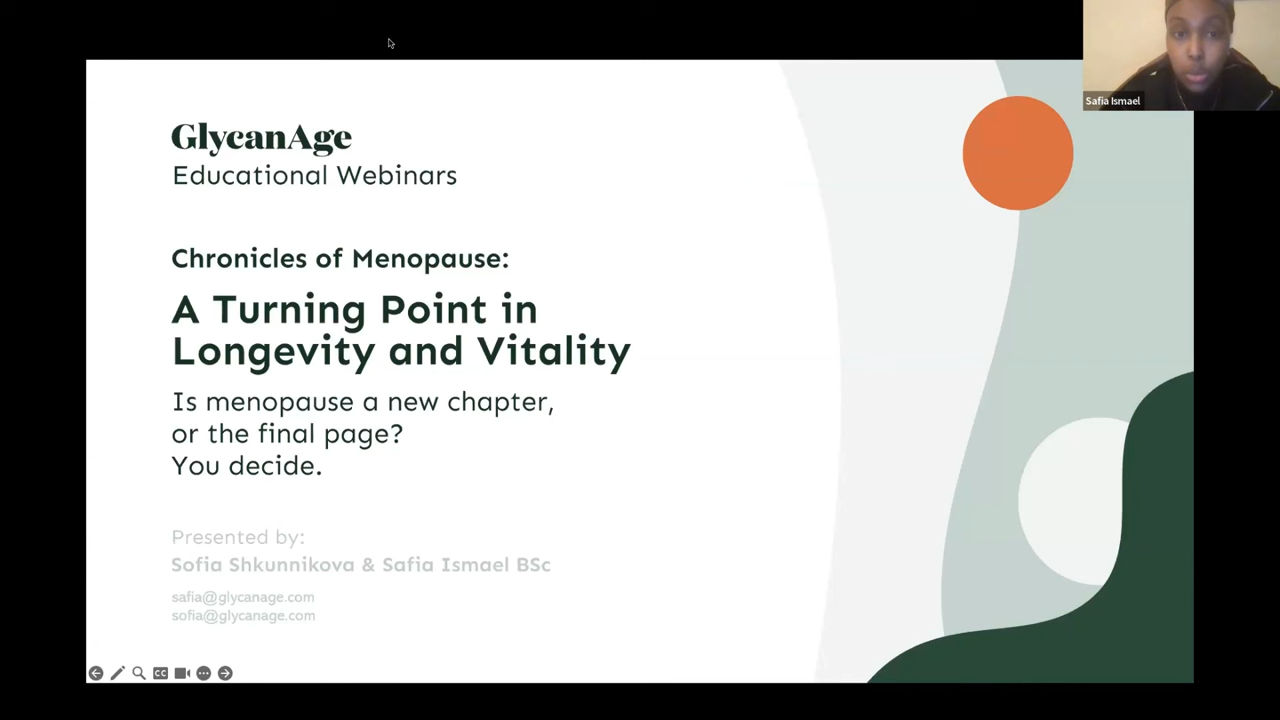 GlycanAge
Educational Webinars
Chronicles of Menopause:
A Turning Point in
Longevity and Vitality
Is menopause a new chapter,
or the final page?
You decide.
Presented by:
Sofia Shkunnikova & Safia Ismael BSc
safia@glycanage.com
sofia@glycanage.com
Safia Ismael
CC